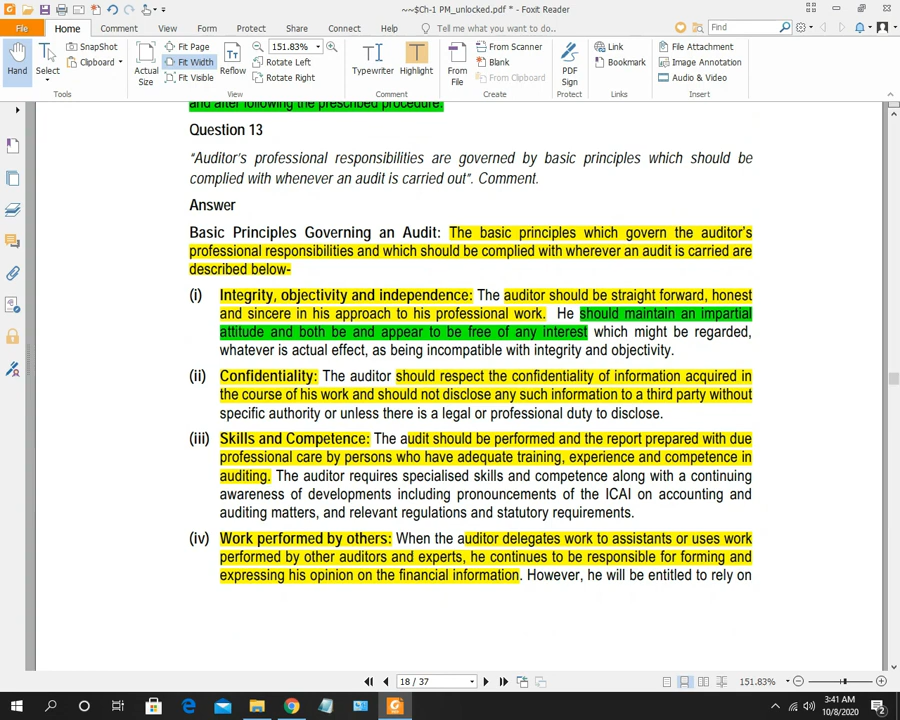 ~~$Ch-1 PM_unlocked.pdf * - Foxit Reader
File Home Comment View Form Protect Share Connect Help Tell me what you want to do.. Find
Hand
Select
SnapShot
Clipboard
Tools
Actual Size
Fit Page
Fit Width
Fit Visible
Reflow
151.83%
Rotate Left
Rotate Right
View
Typewriter
Highlight
Comment
From File
From Scanner
Blank
From Clipboard
Create
PDF Sign
Protect
Link
Bookmark
Links
File Attachment
Image Annotation
Audio & Video
Insert
and after following the prescribed procedure.
Question 13
"Auditor's professional responsibilities are governed by basic principles which should be
complied with whenever an audit is carried out". Comment.
Answer
Basic Principles Governing an Audit: The basic principles which govern the auditor's
professional responsibilities and which should be complied with wherever an audit is carried are
described below-
(i) Integrity, objectivity and independence: The auditor should be straight forward, honest
and sincere in his approach to his professional work. He should maintain an impartial
attitude and both be and appear to be free of any interest which might be regarded,
whatever is actual effect, as being incompatible with integrity and objectivity.
(ii) Confidentiality: The auditor should respect the confidentiality of information acquired in
the course of his work and should not disclose any such information to a third party without
specific authority or unless there is a legal or professional duty to disclose.
(iii) Skills and Competence: The audit should be performed and the report prepared with due
professional care by persons who have adequate training, experience and competence in
auditing. The auditor requires specialised skills and competence along with a continuing
awareness of developments including pronouncements of the ICAI on accounting and
auditing matters, and relevant regulations and statutory requirements.
(iv) Work performed by others: When the auditor delegates work to assistants or uses work
performed by other auditors and experts, he continues to be responsible for forming and
expressing his opinion on the financial information. However, he will be entitled to rely on
18 / 37
151.83%
3:41 AM
10/8/2020
2